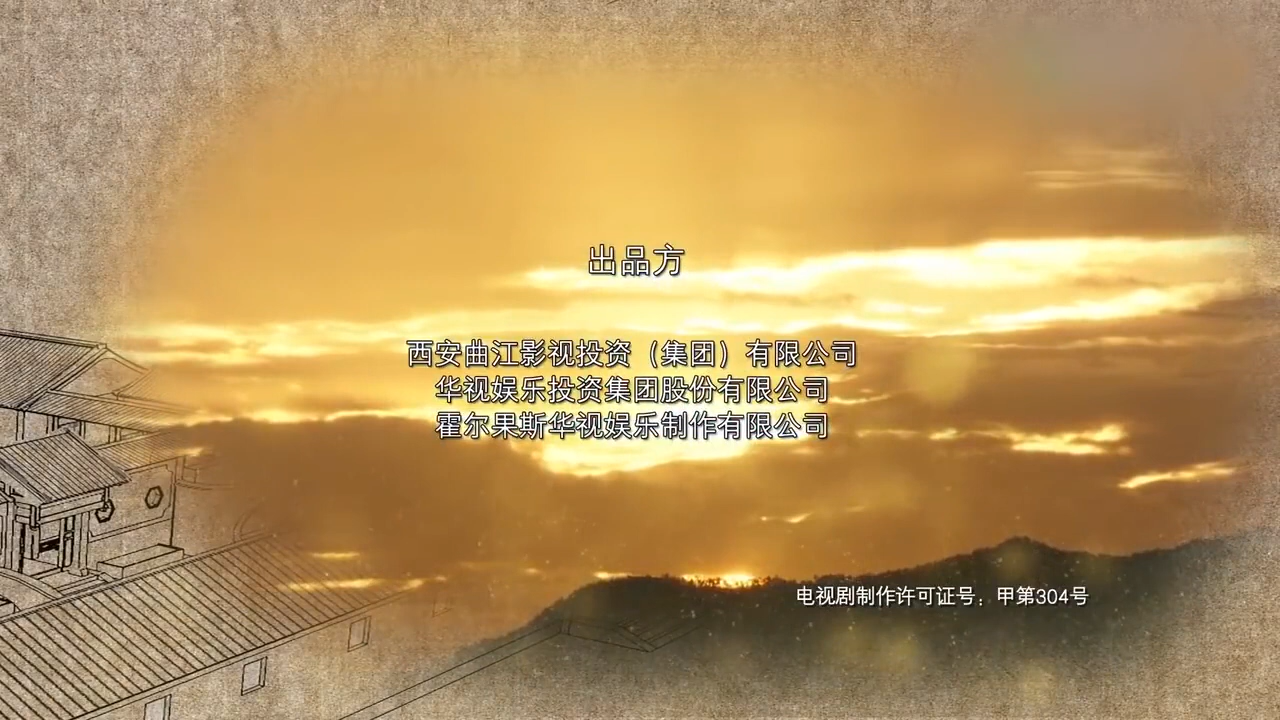 出品方
西安曲江影视投资（集团）有限公司
华视娱乐投资集团股份有限公司
霍尔果斯华视娱乐制作有限公司
电视剧制作许可证号：甲第304号